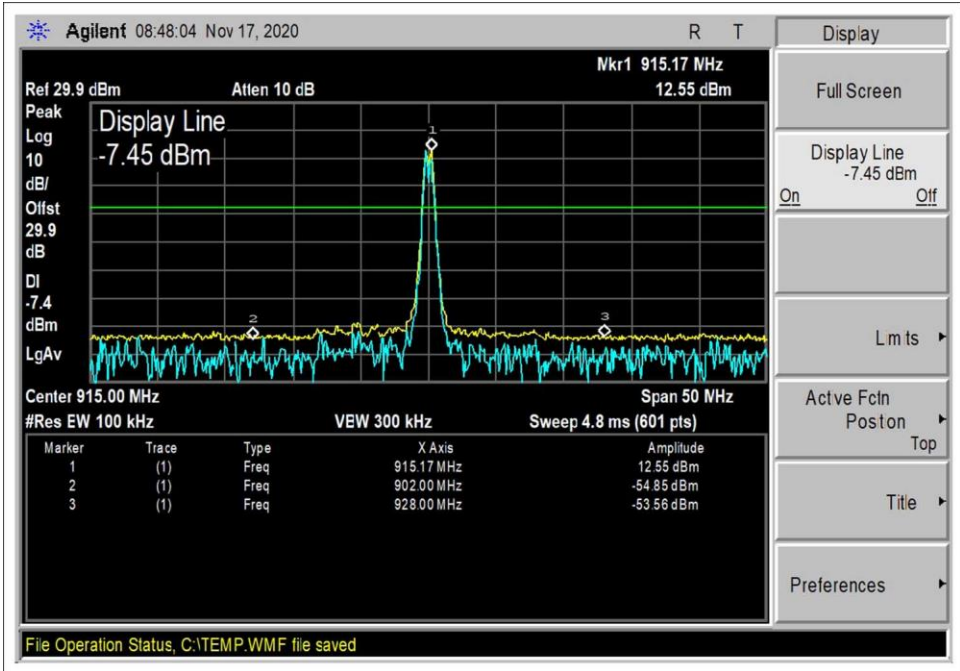 Agilent 08:48:04 Nov 17, 2020 R T
Mkr1 915.17 MHz
Ref 29.9 dBm Atten 10 dB 12.55 dBm
Peak
Log
10
dB/
Offst
29.9
dB
DI
-7.4
dBm
LgAv
Display Line
-7.45 dBm
1
2
3
Center 915.00 MHz Span 50 MHz
#Res BW 100 kHz VBW 300 kHz Sweep 4.8 ms (601 pts)
Marker Trace Type X Axis Amplitude
1 (1) Freq 915.17 MHz 12.55 dBm
2 (1) Freq 902.00 MHz -54.85 dBm
3 (1) Freq 928.00 MHz -53.56 dBm
File Operation Status, C:\TEMP.WMF file saved
Display
Full Screen
Display Line
-7.45 dBm
On Off
Limits
Active Fctn
Position
Top
Title
Preferences